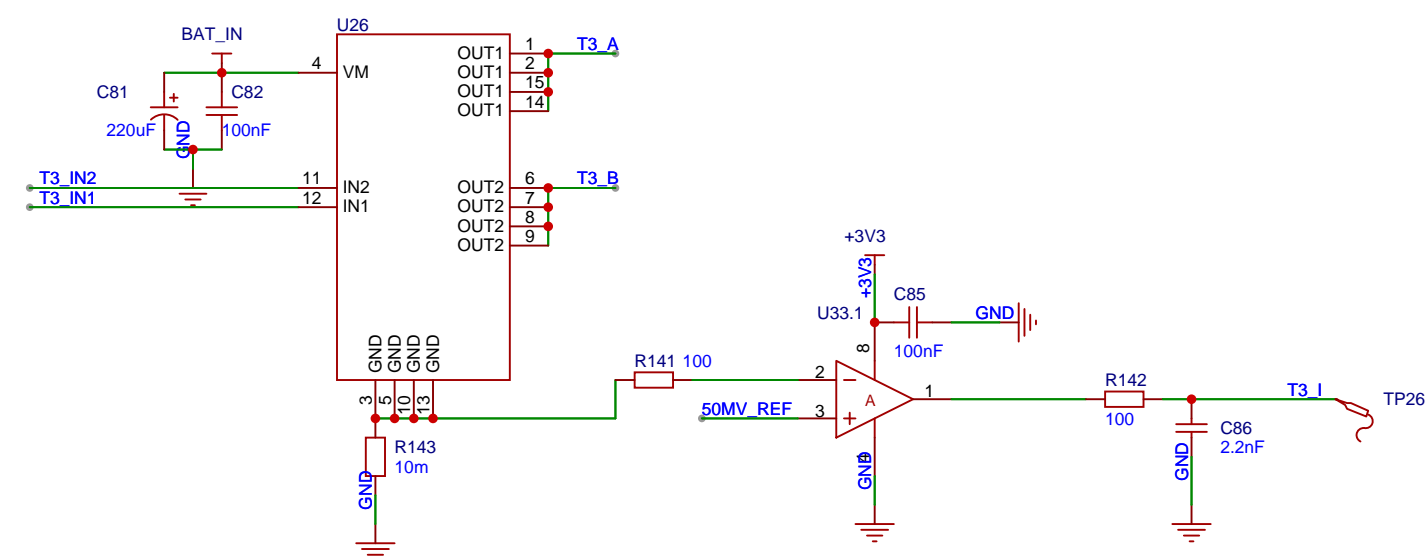 U26
BAT_IN
4
VM
C81
+
220uF
C82
100nF
GND
T3_IN2
11
IN2
T3_IN1
12
IN1
OUT1
1
T3_A
OUT1
2
OUT1
15
OUT1
14
OUT2
6
T3_B
OUT2
7
OUT2
8
OUT2
9
GND
GND
GND
GND
3
5
10
13
R143
10m
GND
R141 100
50MV_REF
+3V3
+3V3
C85
100nF
GND
U33.1
8
2
3
A
1
4
GND
R142
100
T3_I
TP26
C86
2.2nF
GND